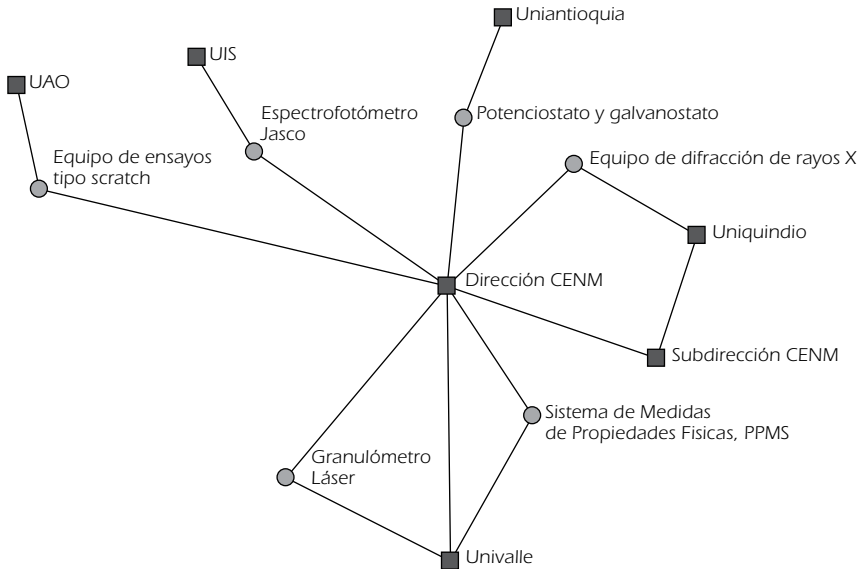 Uniantioquia
UIS
UAO
Espectrofotómetro
Jasco
Potenciostato y galvanostato
Equipo de ensayos
tipo scratch
Equipo de difracción de rayos X
Uniquindio
Dirección CENM
Subdirección CENM
Sistema de Medidas
de Propiedades Fisicas, PPMS
Granulómetro
Láser
Univalle